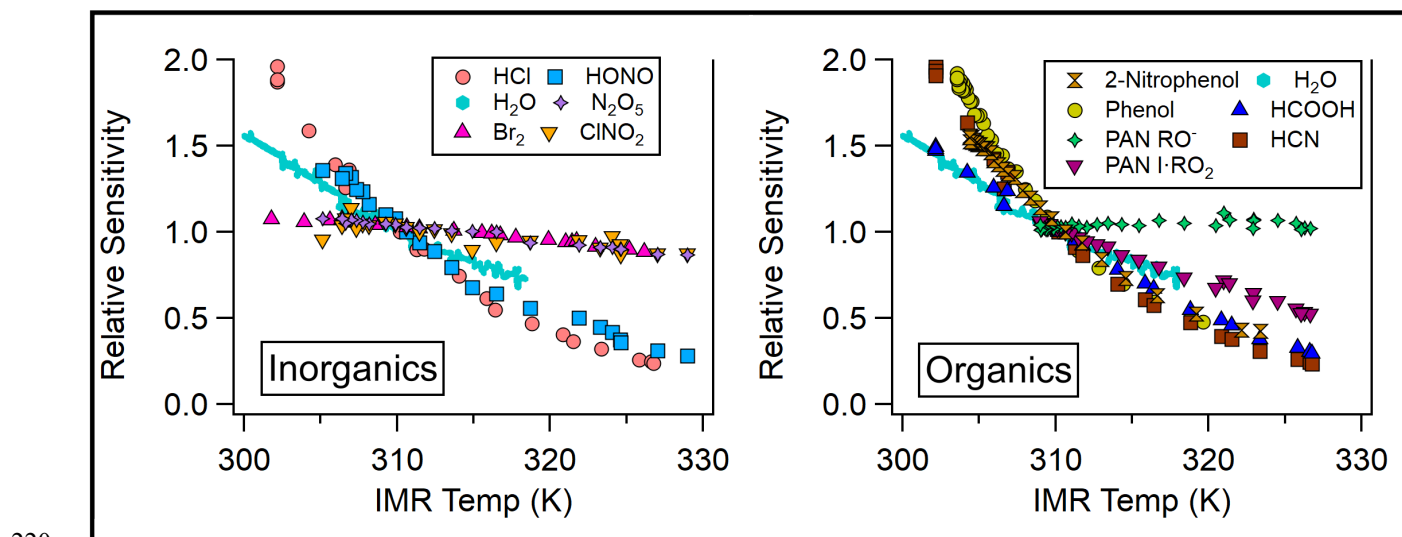 2.0
1.5
1.0
0.5
0.0
Relative Sensitivity
HCl HONO
H₂O N₂O₅
Br₂ ClNO₂
Inorganics
300 310 320 330
IMR Temp (K)
2.0
1.5
1.0
0.5
0.0
Relative Sensitivity
2-Nitrophenol H₂O
Phenol HCOOH
PAN RO⁻ HCN
PAN I·RO₂
Organics
300 310 320 330
IMR Temp (K)